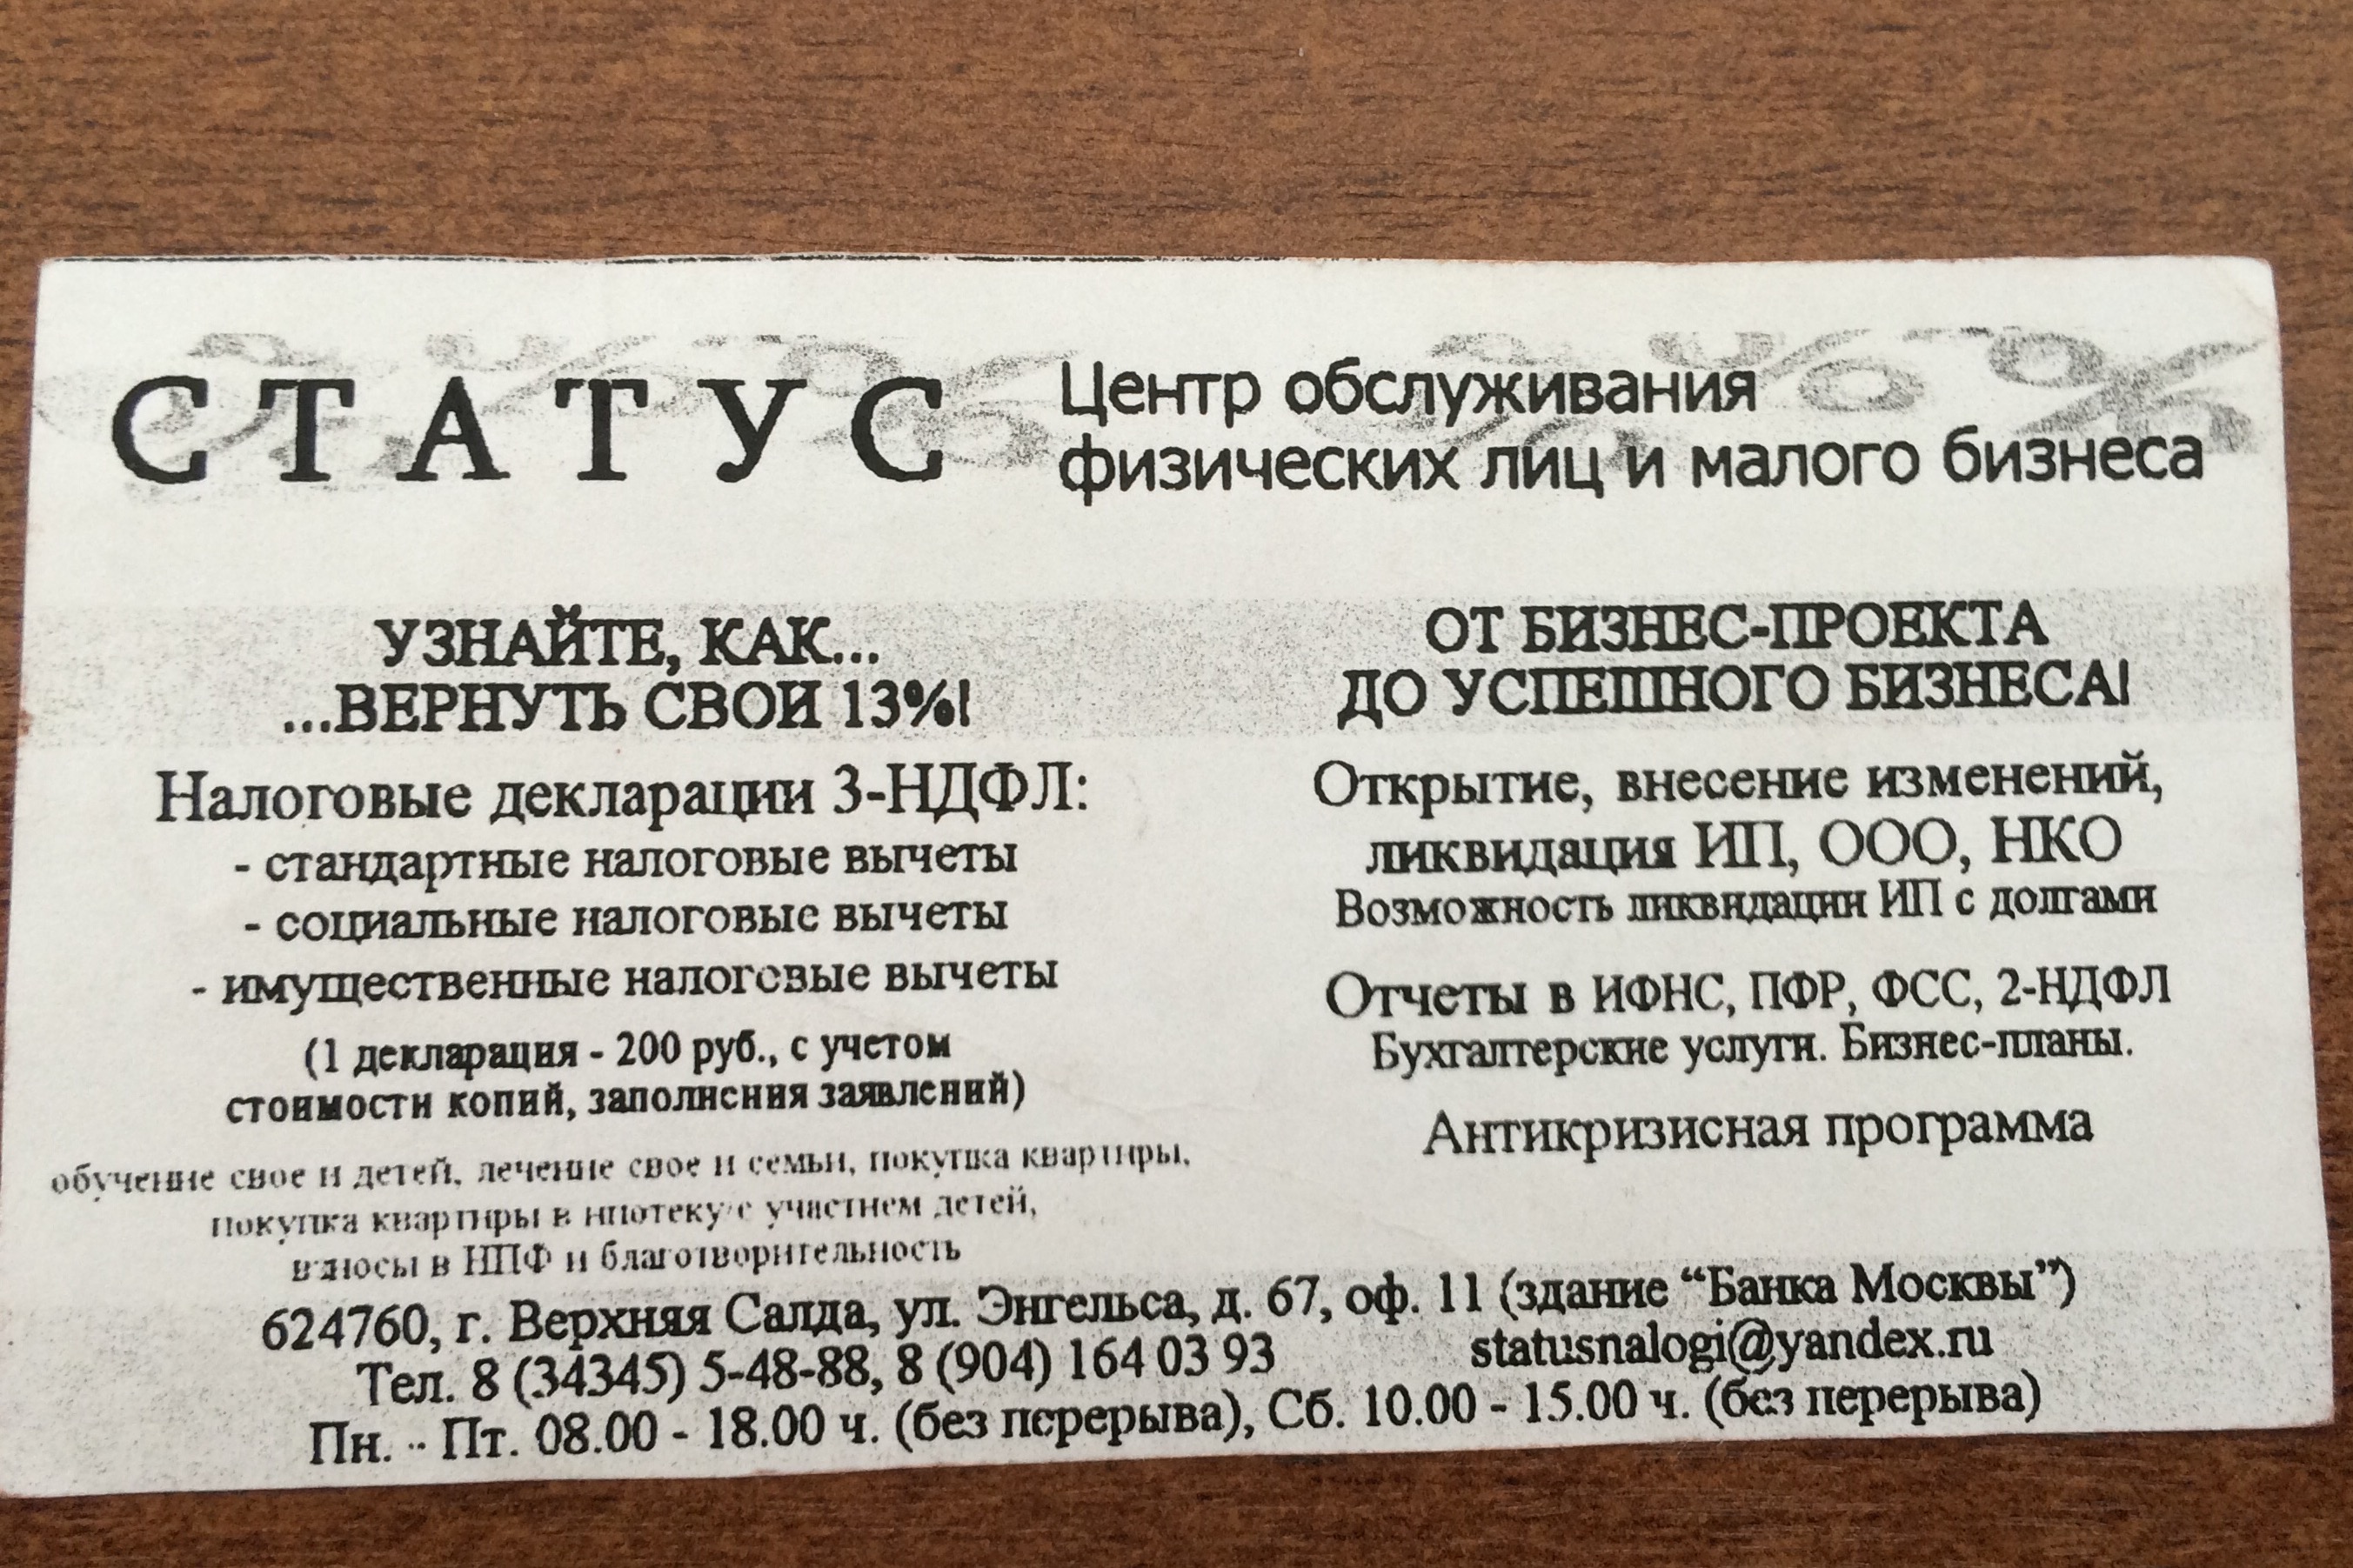 СТАТУС
Центр обслуживания
физических лиц и малого бизнеса
УЗНАЙТЕ, КАК...
...ВЕРНУТЬ СВОИ 13%!
Налоговые декларации 3-НДФЛ:
- стандартные налоговые вычеты
- социальные налоговые вычеты
- имущественные налоговые вычеты
(1 декларация - 200 руб., с учетом
стоимости копий, заполнения заявлений)
обучение свое и детей, лечение свое и семьи, покупка квартиры,
покупка квартиры в ипотеку с участием детей,
взносы в НПФ и благотворительность
ОТ БИЗНЕС-ПРОЕКТА
ДО УСПЕШНОГО БИЗНЕСА!
Открытие, внесение изменений,
ликвидация ИП, ООО, НКО
Возможность ликвидации ИП с долгами
Отчеты в ИФНС, ПФР, ФСС, 2-НДФЛ
Бухгалтерские услуги. Бизнес-планы.
Антикризисная программа
624760, г. Верхняя Салда, ул. Энгельса, д. 67, оф. 11 (здание “Банка Москвы”)
Тел. 8 (34345) 5-48-88, 8 (904) 164 03 93 statusnalogi@yandex.ru
Пн. - Пт. 08.00 - 18.00 ч. (без перерыва), Сб. 10.00 - 15.00 ч. (без перерыва)